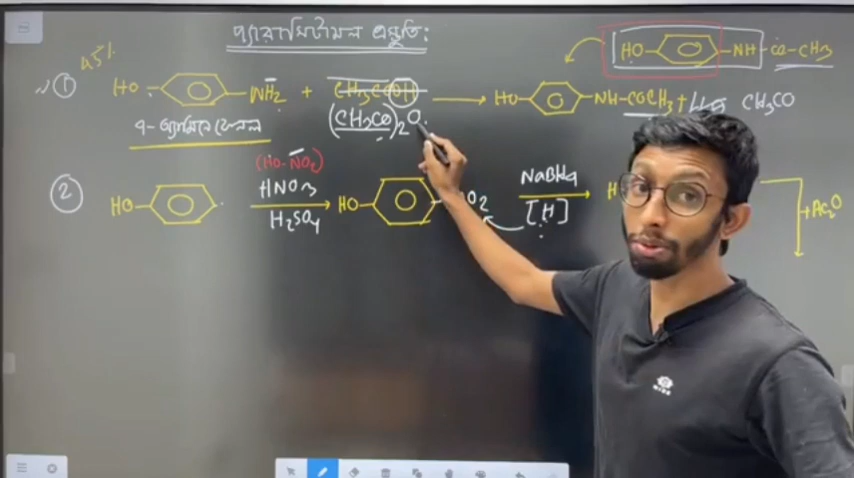 প্যারাসিটামল প্রস্তুতি:
HO NH CO-CH3
① HO NH2 + CH3COOH HO NH-COCH3 + CH3CO
(CH3CO)2O
4-অ্যামিনো ফেনল
(HO-NO2)
② HO HNO3 HO NaBH4 +Ac2O
H2SO4 [H]